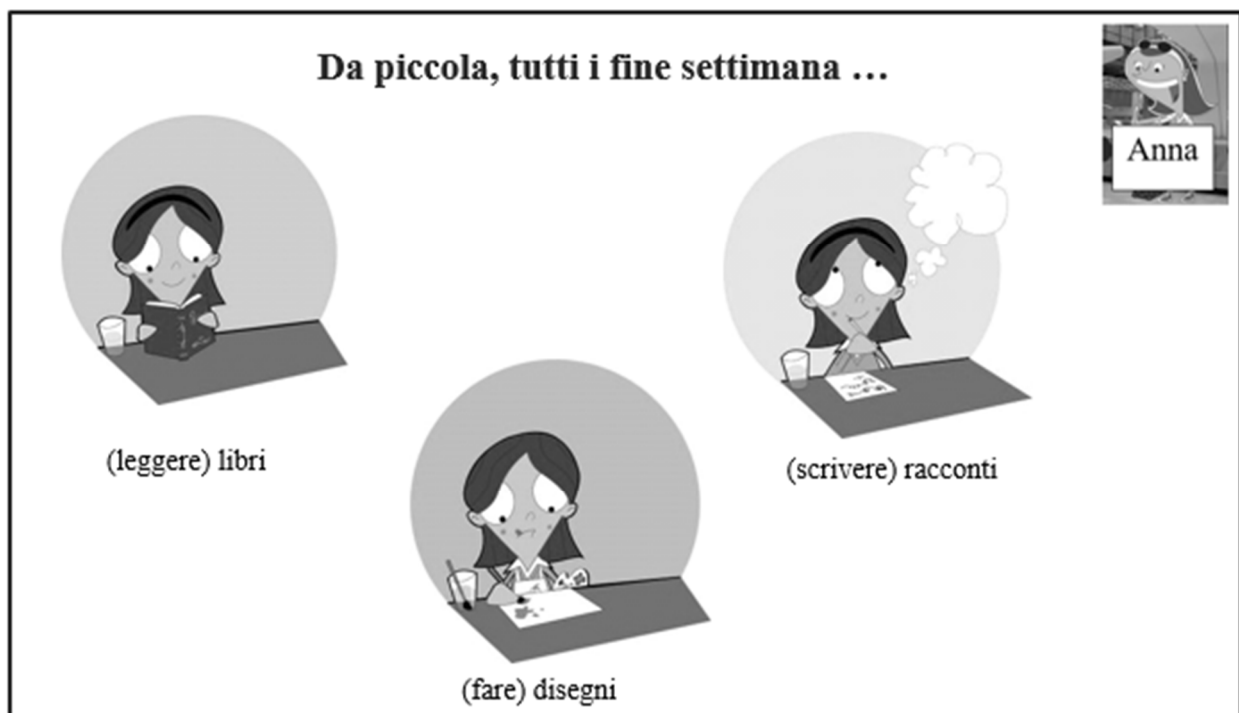 Da piccola, tutti i fine settimana …
Anna
(leggere) libri
(scrivere) racconti
(fare) disegni